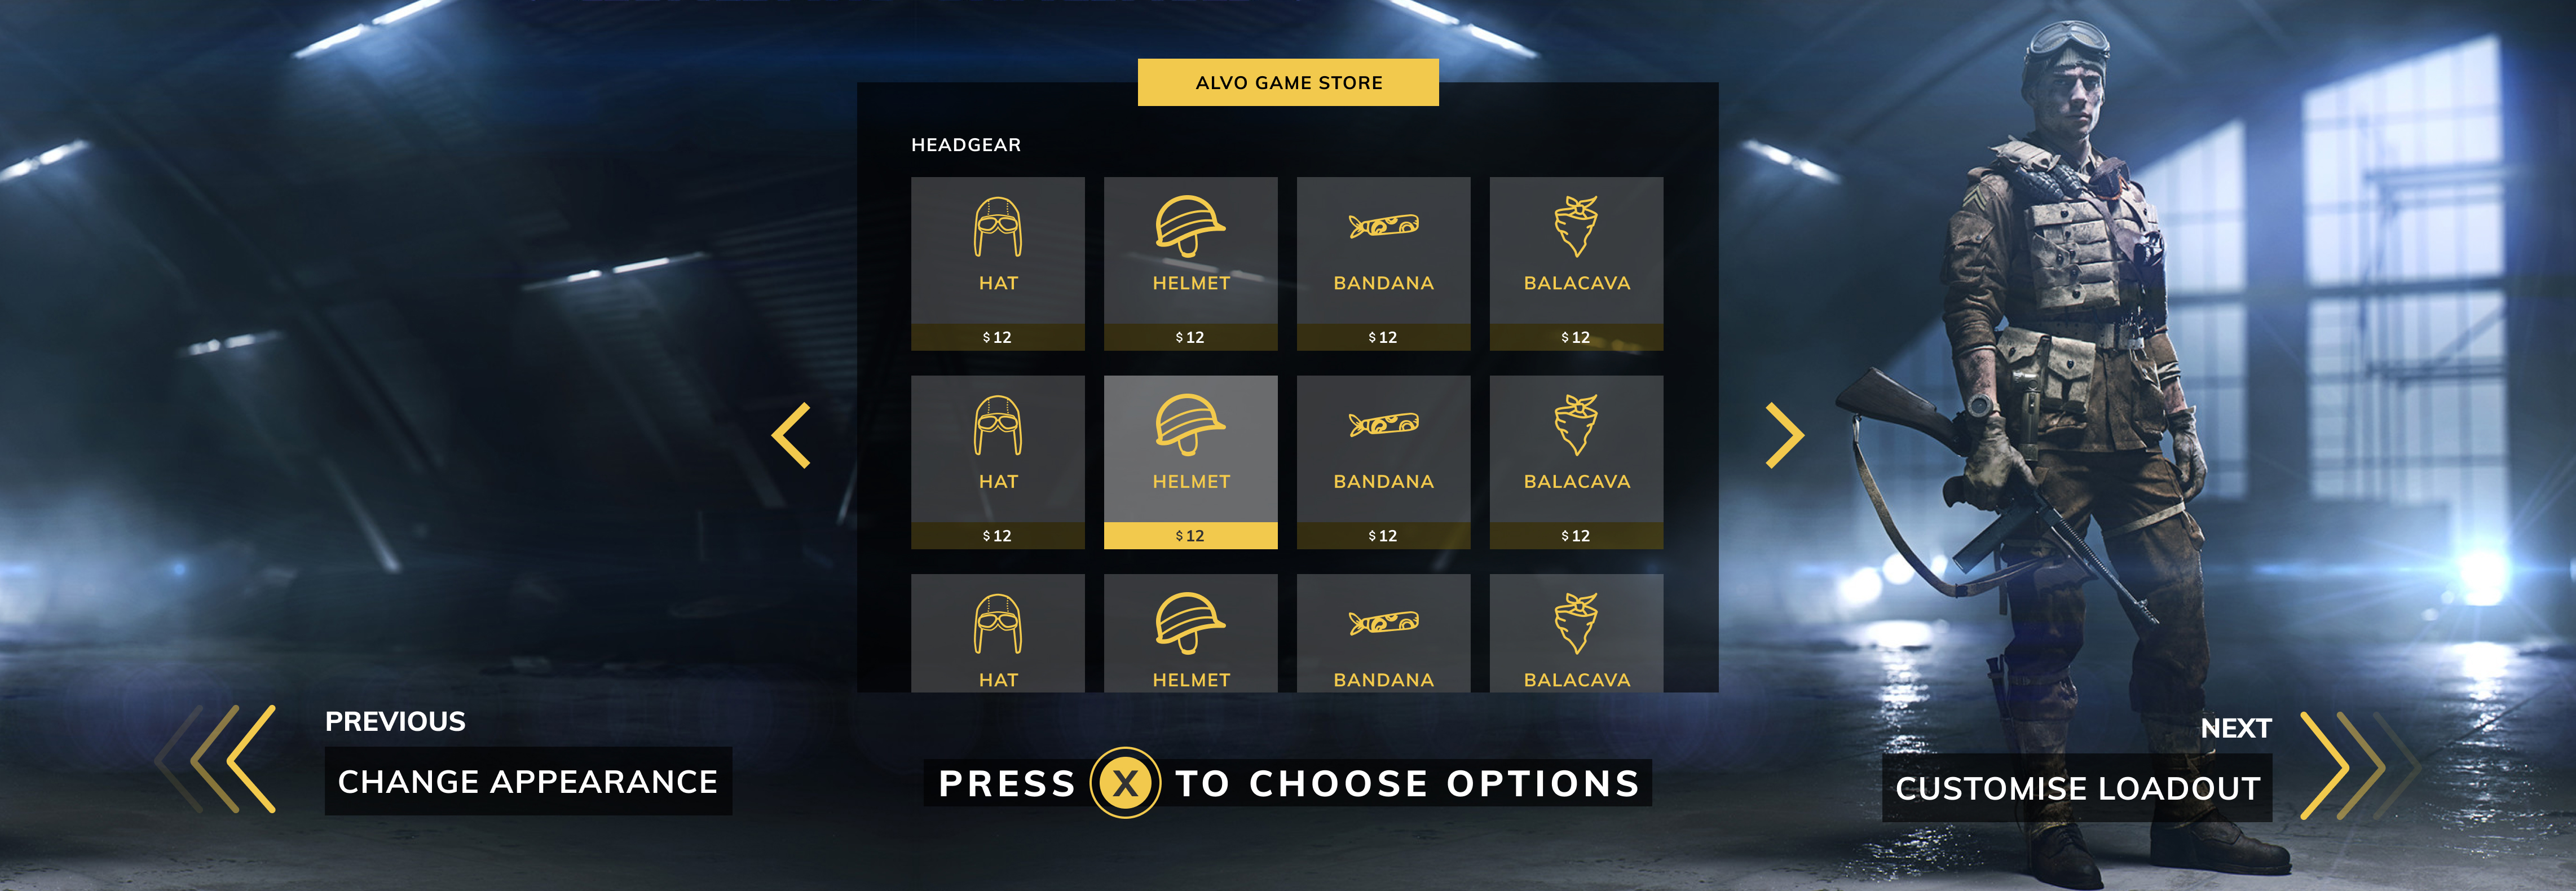 ALVO GAME STORE
HEADGEAR
HAT HELMET BANDANA BALACAVA
$12 $12 $12 $12
HAT HELMET BANDANA BALACAVA
$12 $12 $12 $12
HAT HELMET BANDANA BALACAVA
PREVIOUS
CHANGE APPEARANCE
PRESS X TO CHOOSE OPTIONS
NEXT
CUSTOMISE LOADOUT